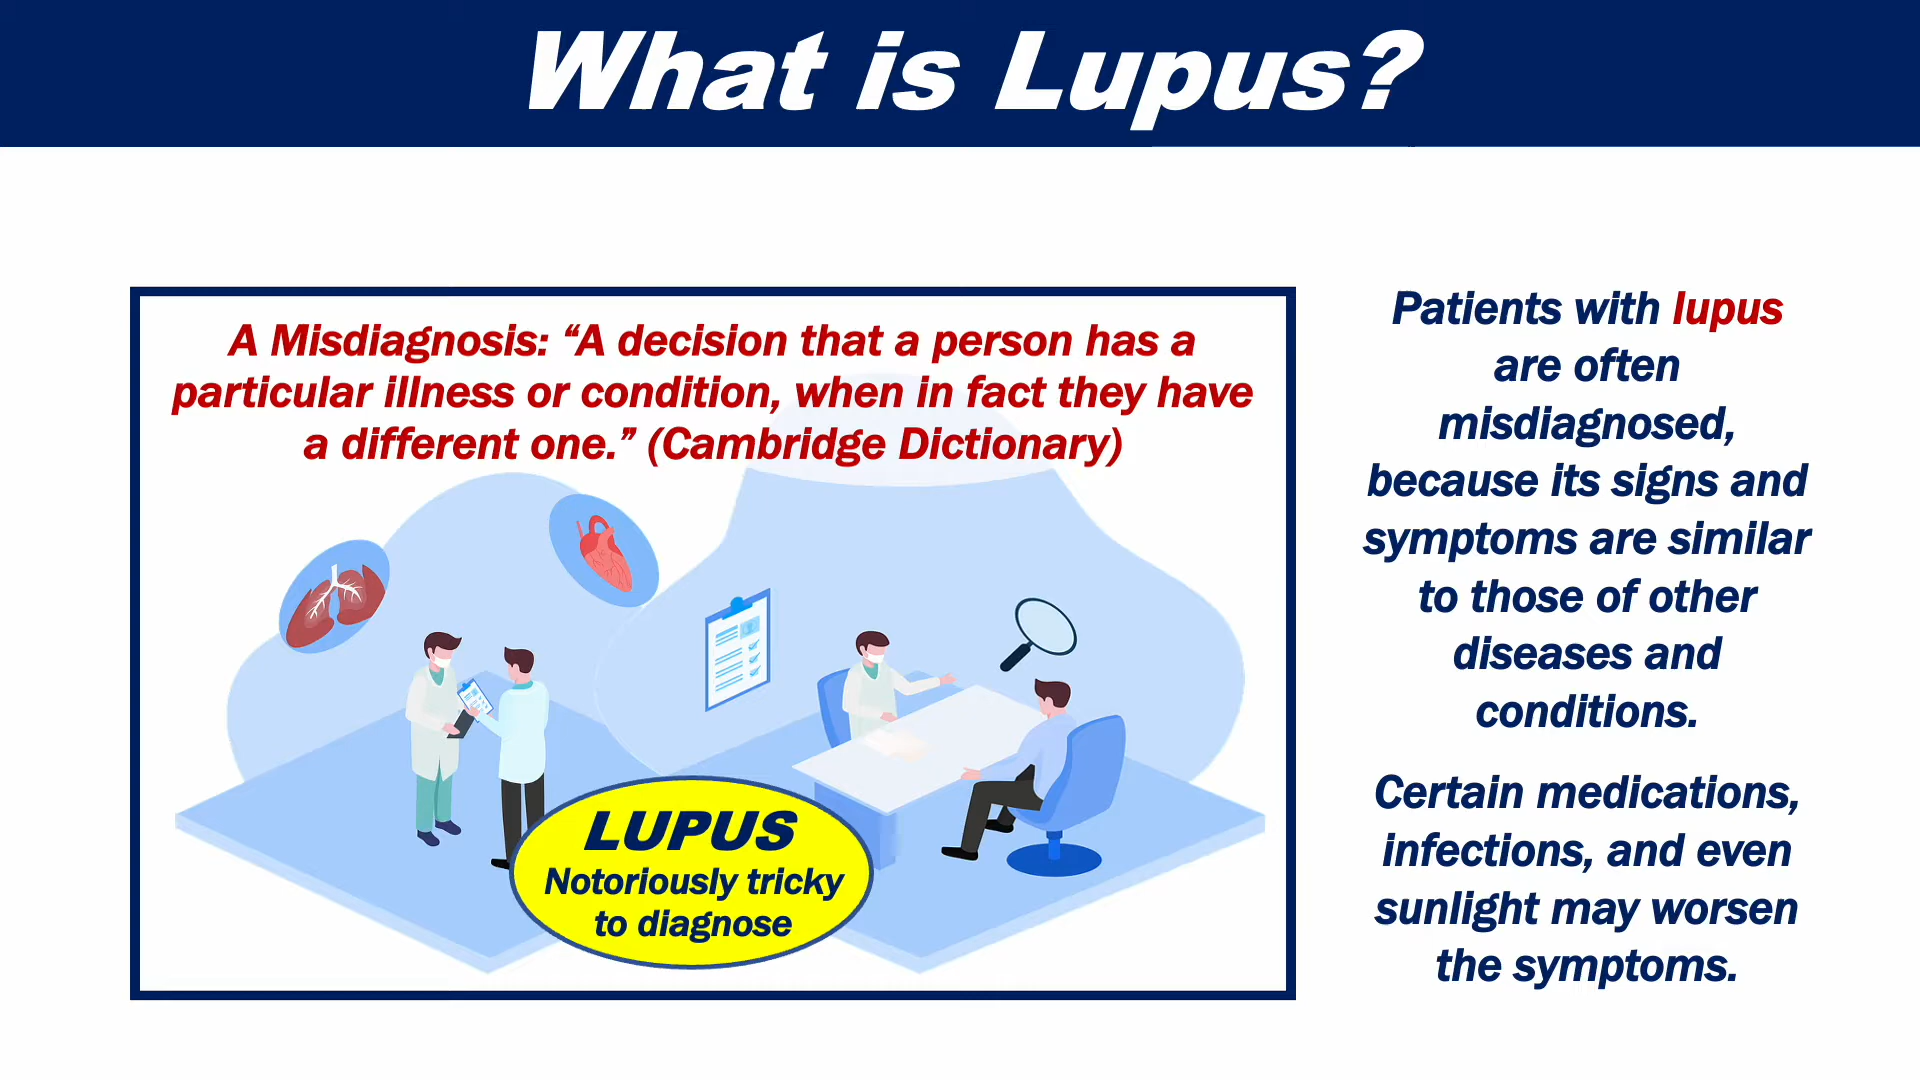 What is Lupus?
A Misdiagnosis: “A decision that a person has a
particular illness or condition, when in fact they have
a different one.” (Cambridge Dictionary)
LUPUS
Notoriously tricky
to diagnose
Patients with lupus
are often
misdiagnosed,
because its signs and
symptoms are similar
to those of other
diseases and
conditions.
Certain medications,
infections, and even
sunlight may worsen
the symptoms.